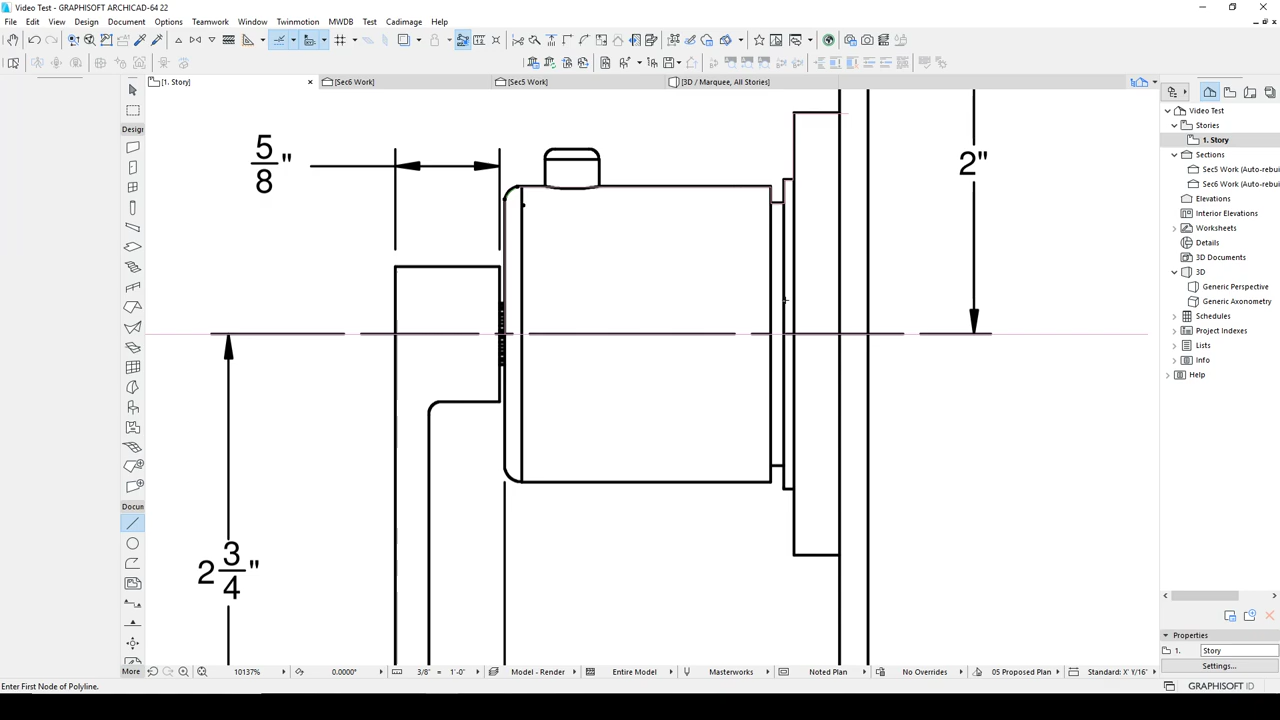 Video Test - GRAPHISOFT ARCHICAD-64 22
File Edit View Design Document Options Teamwork Window Twinmotion MWDB Test Cadimage Help
[1. Story]
[Sec6 Work]
[Sec5 Work]
[3D / Marquee, All Stories]
Desigr
5/8"
2"
2 3/4"
Docun
More
Video Test
Stories
1. Story
Sections
Sec5 Work (Auto-rebui
Sec6 Work (Auto-rebui
Elevations
Interior Elevations
Worksheets
Details
3D Documents
3D
Generic Perspective
Generic Axonometry
Schedules
Project Indexes
Lists
Info
Help
Properties
1. Story
Settings...
10137% 0.0000° 3/8" = 1'-0" Model - Render Entire Model Masterworks Noted Plan No Overrides 05 Proposed Plan Standard: X' Y/16"
Enter First Node of Polyline.
GRAPHISOFT ID